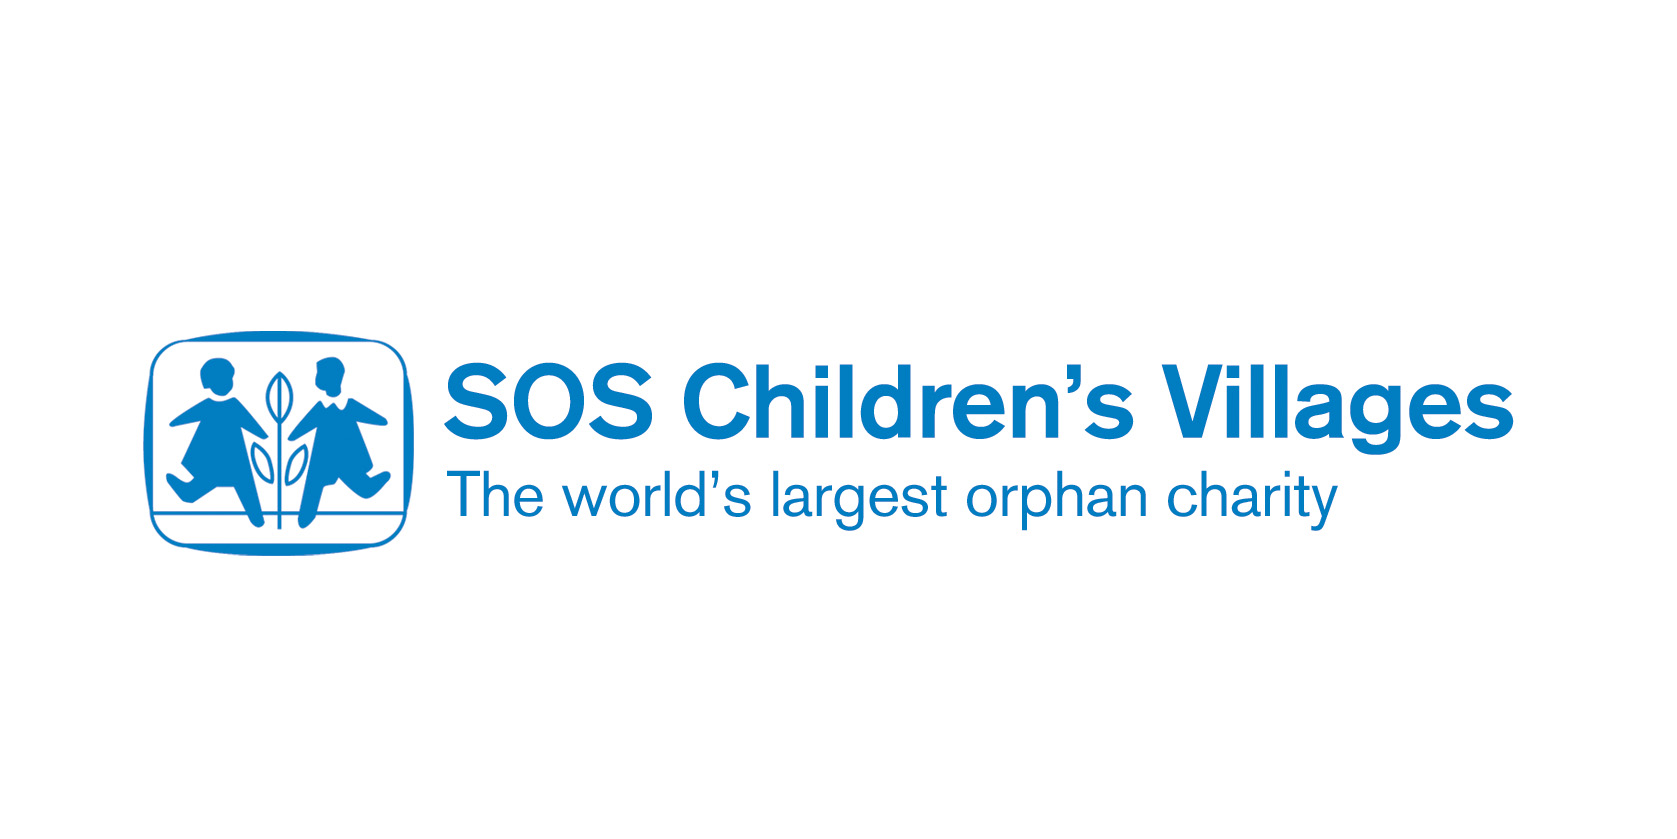 SOS Children’s Villages
The world’s largest orphan charity